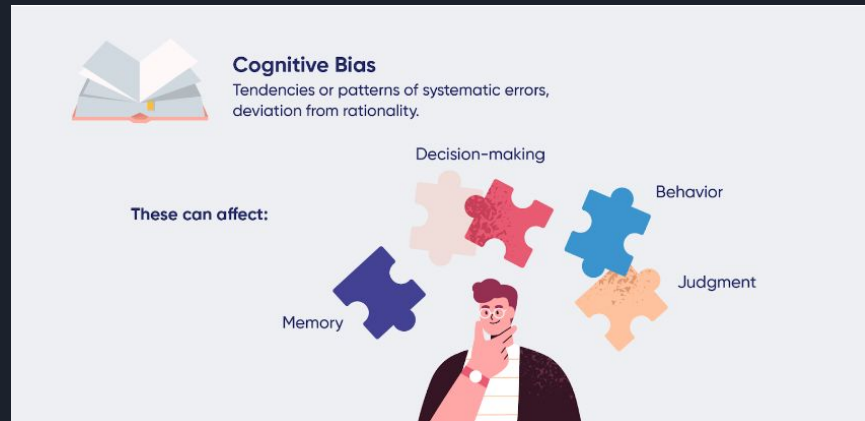 Cognitive Bias
Tendencies or patterns of systematic errors,
deviation from rationality.
Decision-making
Behavior
These can affect:
Judgment
Memory